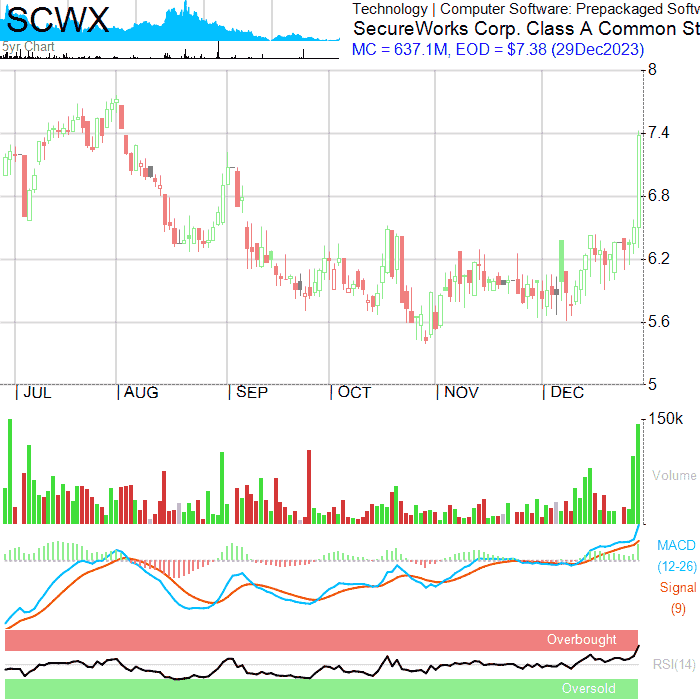 SCWX
5yr Chart
Technology | Computer Software: Prepackaged Softw
SecureWorks Corp. Class A Common St
MC = 637.1M, EOD = $7.38 (29Dec2023)
8
7.4
6.8
6.2
5.6
5
JUL
AUG
SEP
OCT
NOV
DEC
150k
Volume
MACD
(12-26)
Signal
(9)
Overbought
RSI(14)
Oversold